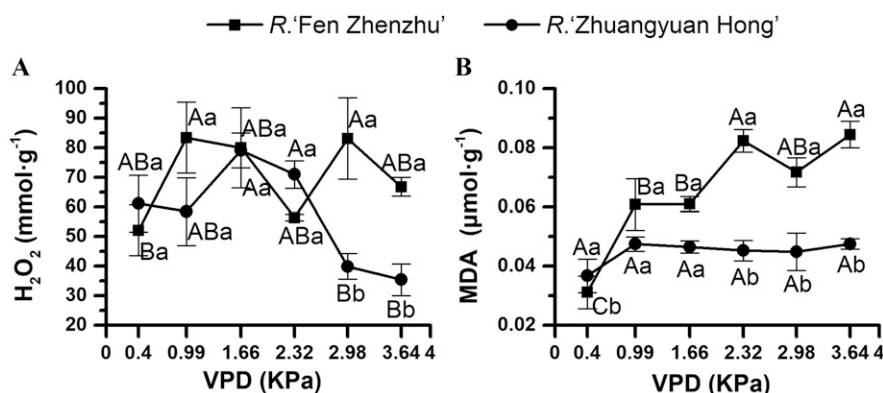 R.‘Fen Zhenzhu’ R.‘Zhuangyuan Hong’
A
B
100
90
80
70
60
50
40
30
20
H₂O₂ (mmol·g⁻¹)
ABa
Ba
Aa
ABa
ABa
Aa
Aa
ABa
Aa
Bb
ABa
Bb
0 0.4 0.99 1.66 2.32 2.98 3.64 4
VPD (KPa)
0.10
0.08
0.06
0.04
0.02
MDA (μmol·g⁻¹)
Aa
Cb
Ba
Aa
Ba
Aa
Aa
Ab
ABa
Ab
Aa
Ab
0 0.4 0.99 1.66 2.32 2.98 3.64 4
VPD (KPa)